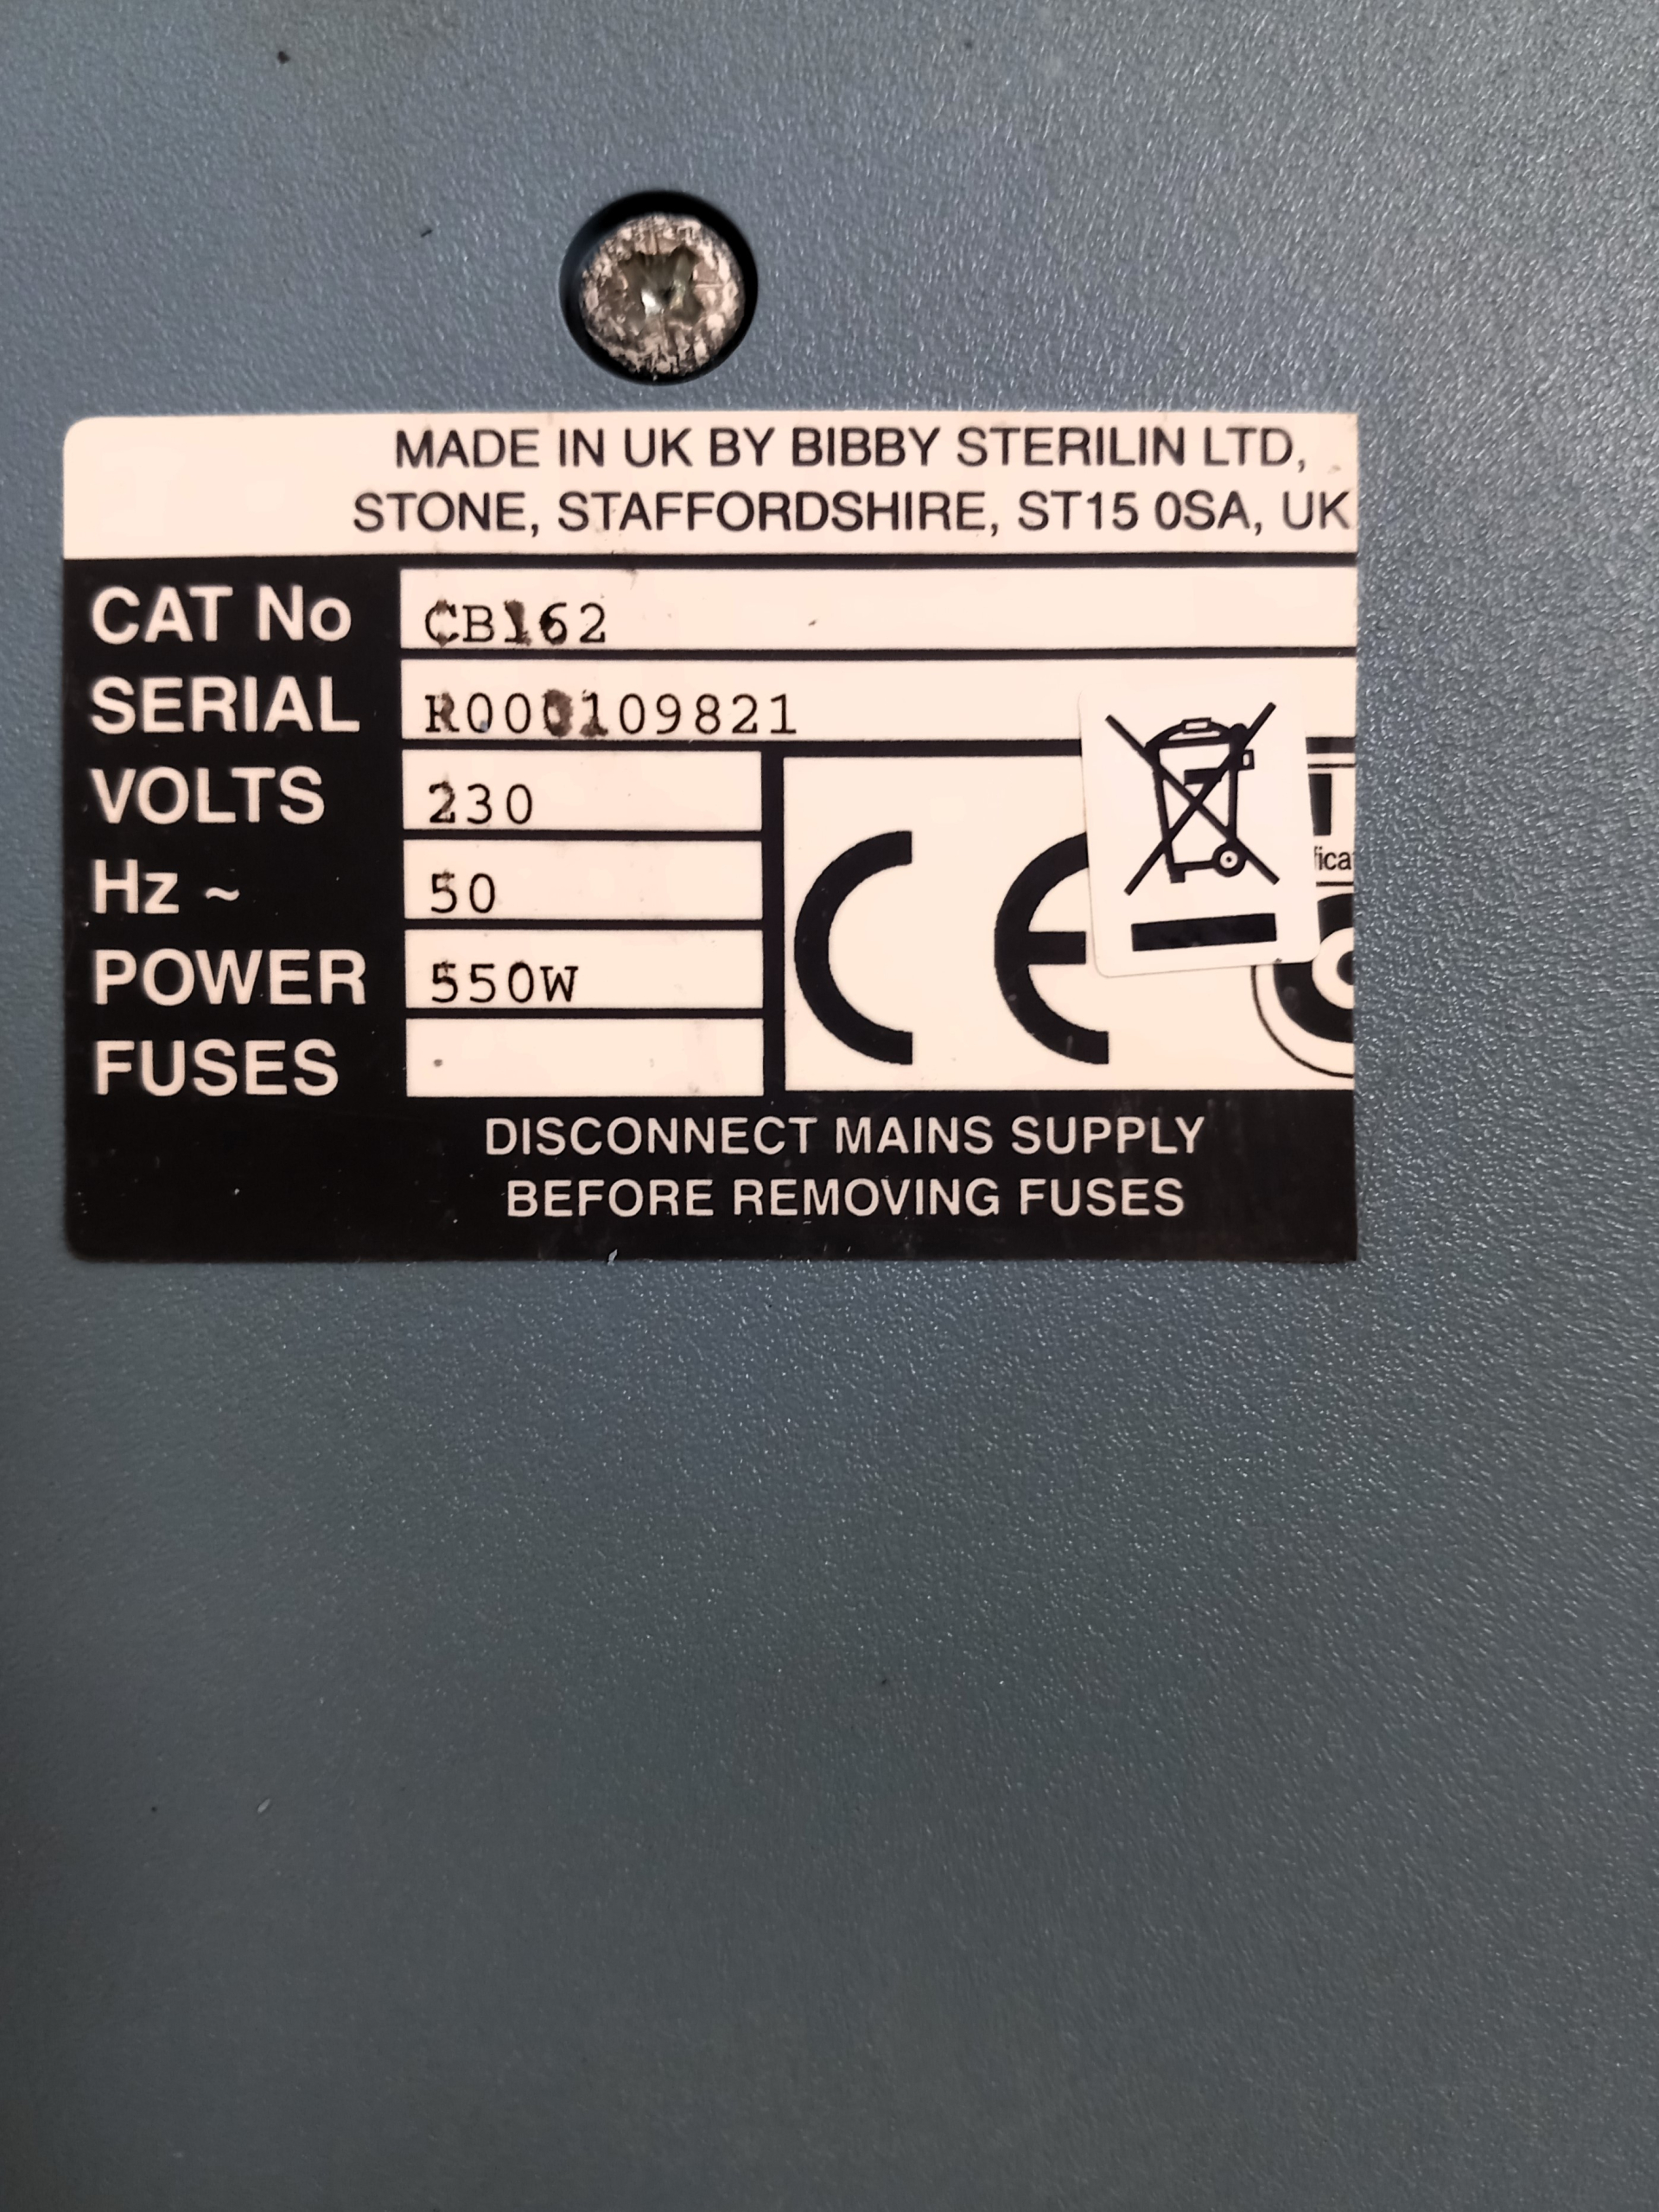 MADE IN UK BY BIBBY STERILIN LTD,
STONE, STAFFORDSHIRE, ST15 0SA, UK
CAT No CB162
SERIAL R000109821
VOLTS 230
Hz ~ 50
POWER 550W
FUSES
CE
DISCONNECT MAINS SUPPLY
BEFORE REMOVING FUSES